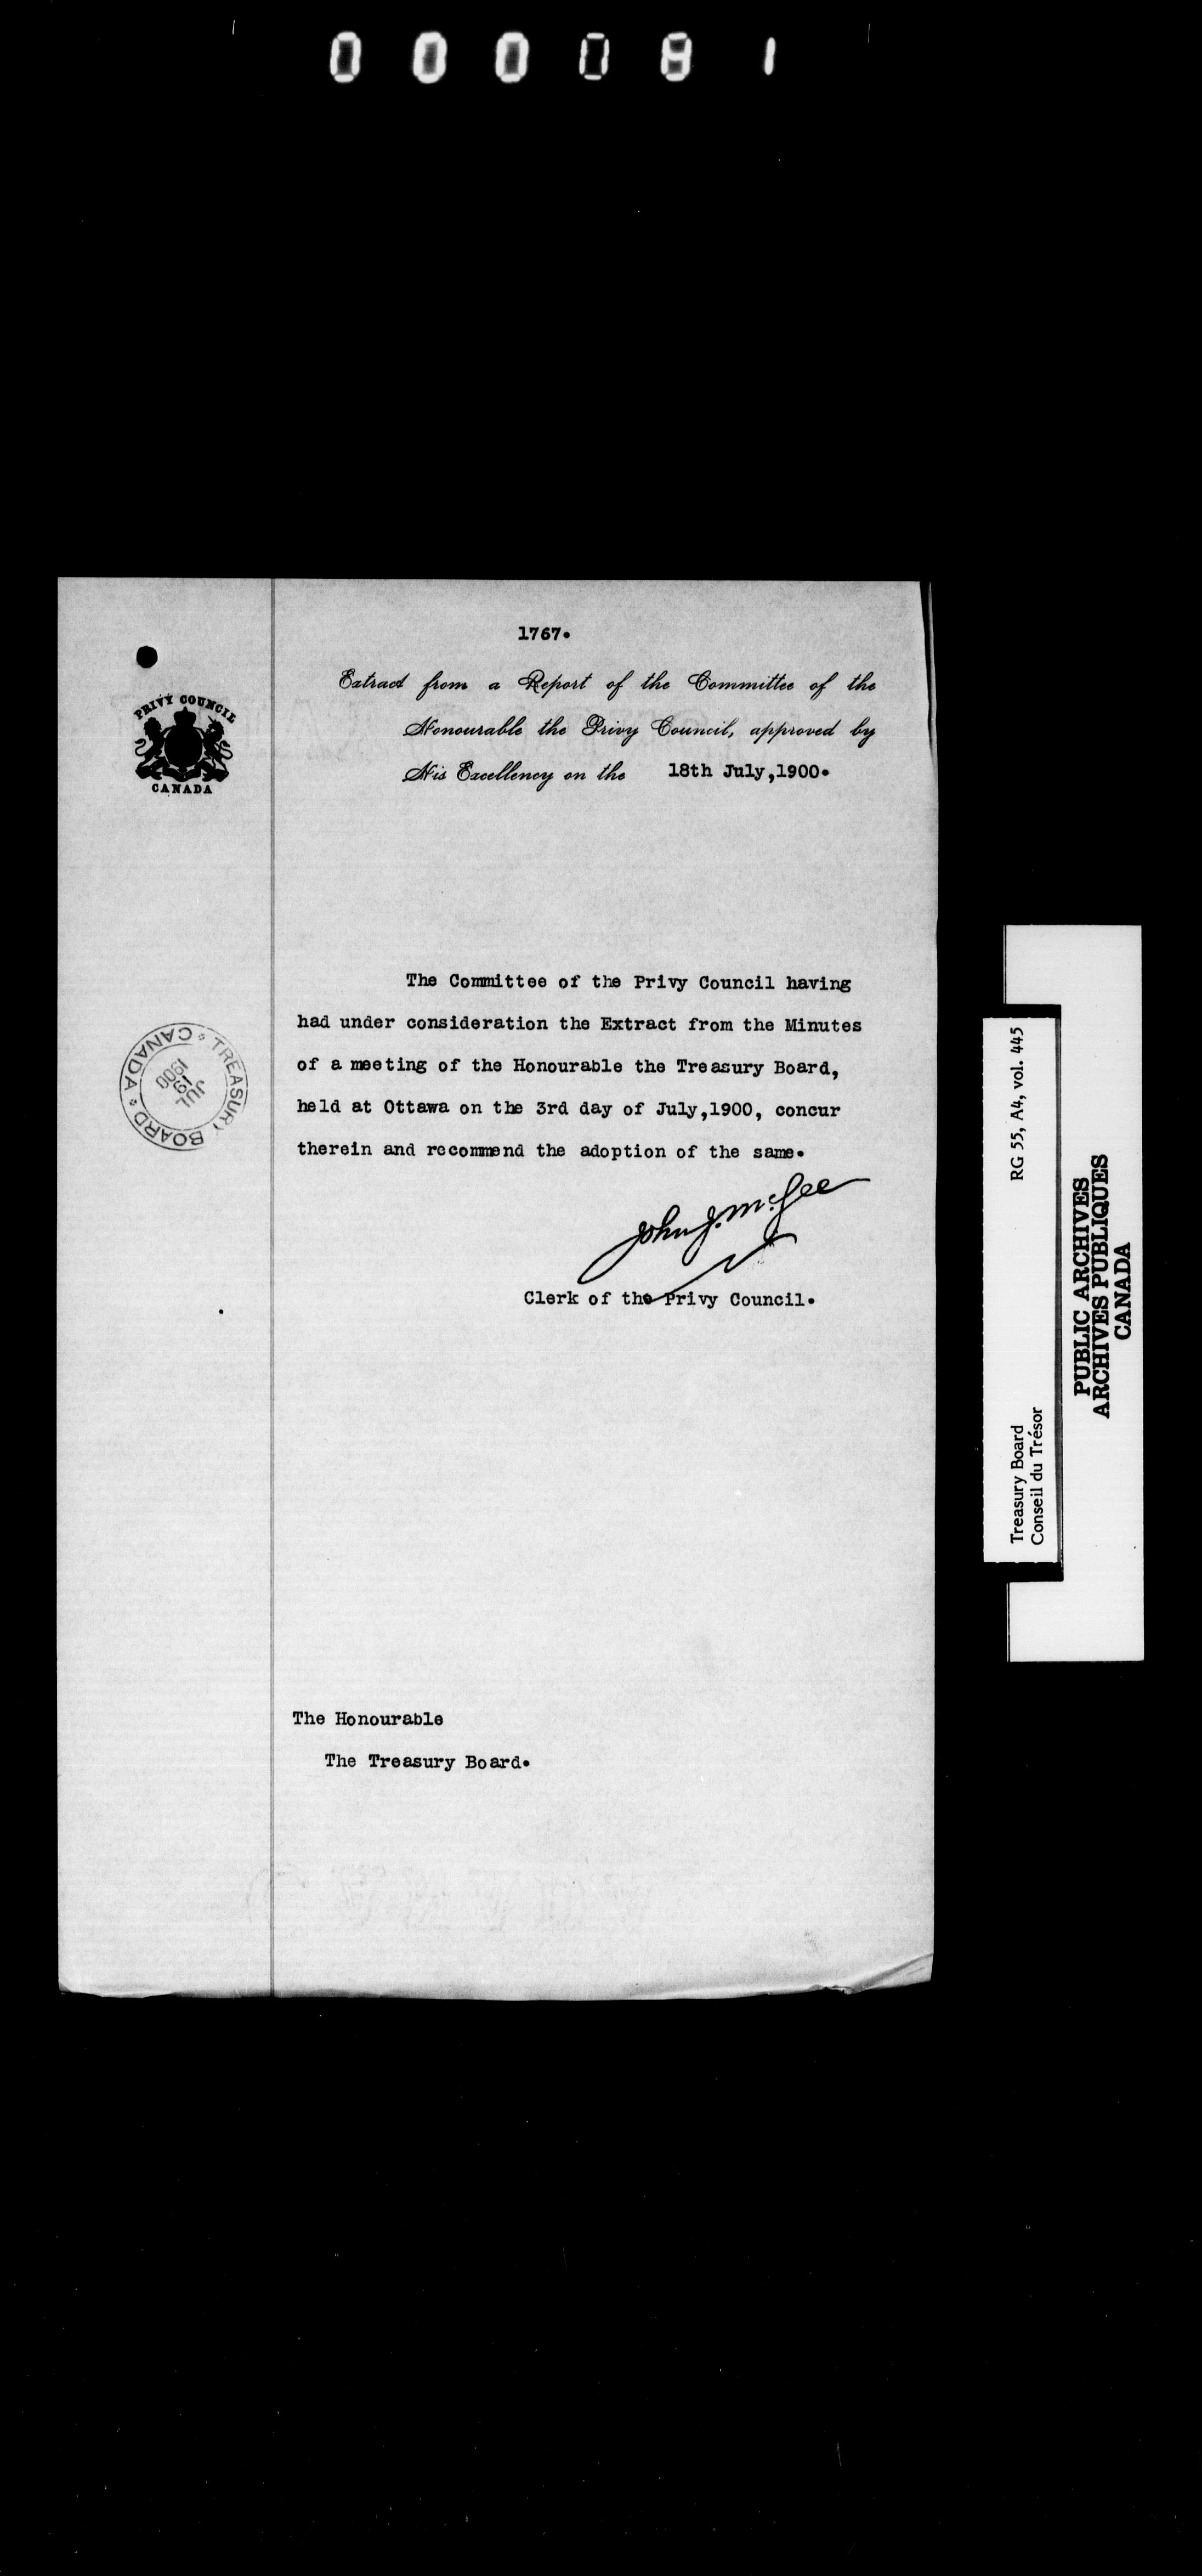 000081
1767.
Extract from a Report of the Committee of the
Honourable the Privy Council, approved by
His Excellency on the 18th July,1900.
PRIVY COUNCIL
CANADA
The Committee of the Privy Council having
had under consideration the Extract from the Minutes
of a meeting of the Honourable the Treasury Board,
held at Ottawa on the 3rd day of July,1900, concur
therein and recommend the adoption of the same.
TREASURY BOARD * CANADA *
JUL
19
1900
John J. McGee
Clerk of the Privy Council.
The Honourable
The Treasury Board.
Treasury Board
Conseil du Trésor
RG 55, A4, vol. 445
PUBLIC ARCHIVES
ARCHIVES PUBLIQUES
CANADA